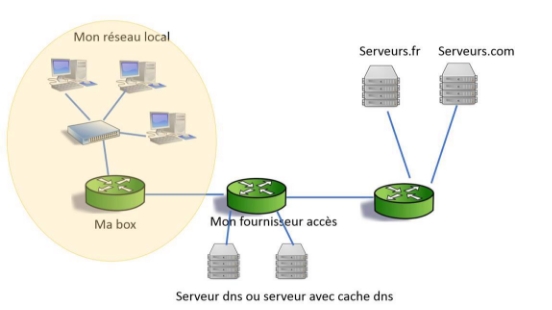 Mon réseau local
Serveurs.fr
Serveurs.com
Ma box
Mon fournisseur accès
Serveur dns ou serveur avec cache dns